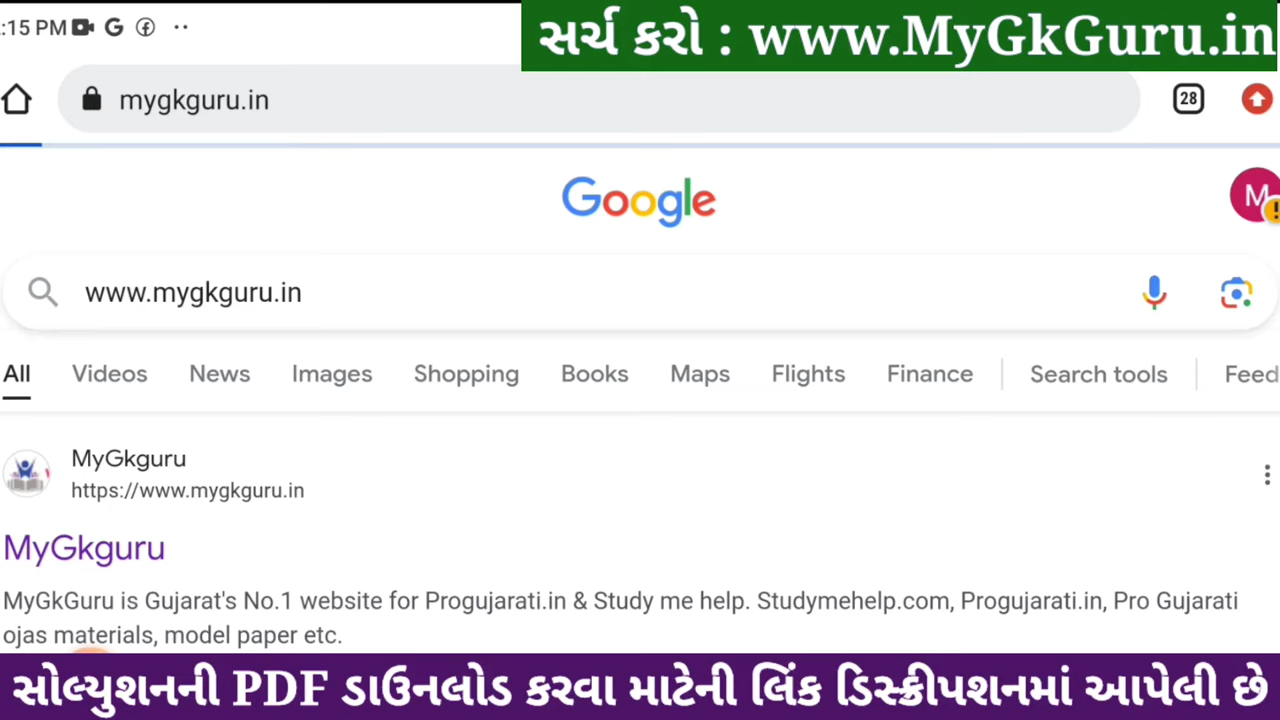 :15 PM
સર્ચ કરો : www.MyGkGuru.in
mygkguru.in
28
Google
M
www.mygkguru.in
All Videos News Images Shopping Books Maps Flights Finance Search tools Feed
MyGkguru
https://www.mygkguru.in
MyGkguru
MyGkGuru is Gujarat's No.1 website for Progujarati.in & Study me help. Studymehelp.com, Progujarati.in, Pro Gujarati
ojas materials, model paper etc.
સોલ્યુશનની PDF ડાઉનલોડ કરવા માટેની લિંક ડિસ્ક્રીપશનમાં આપેલી છે